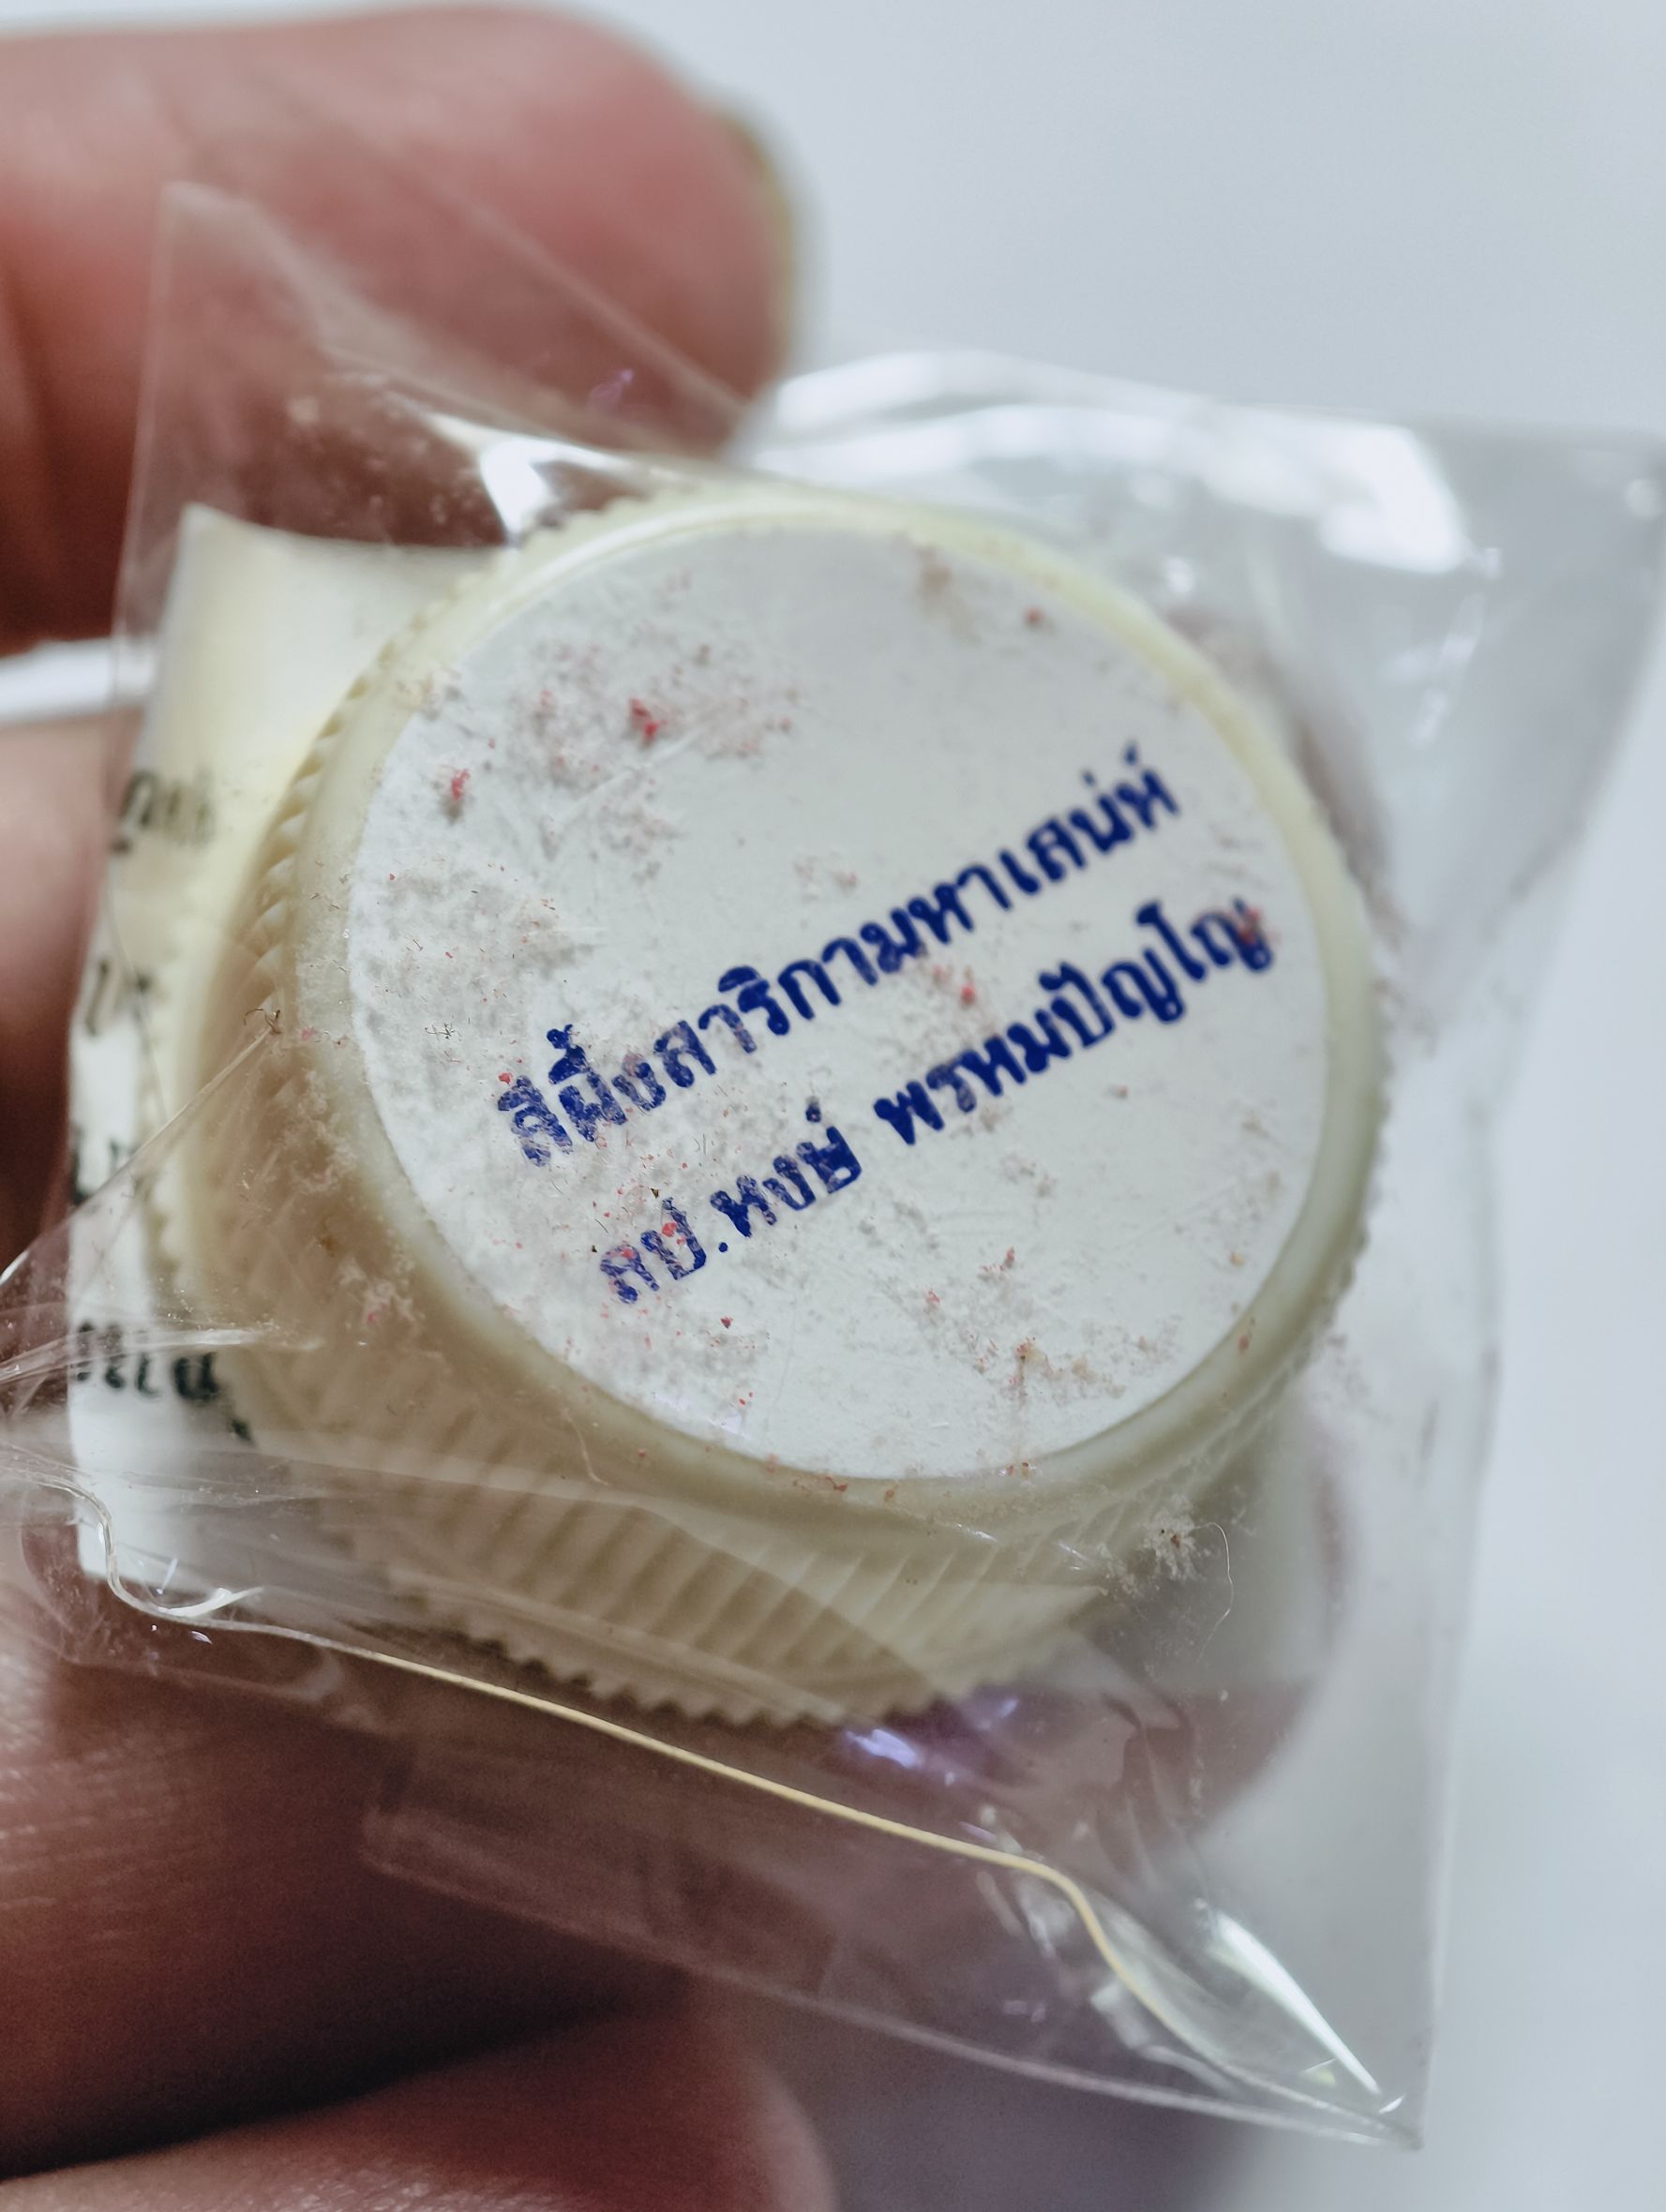 สีผึ้งสาริกามหาเสน่ห์
ลป.หงษ์ พรหมปัญโญ